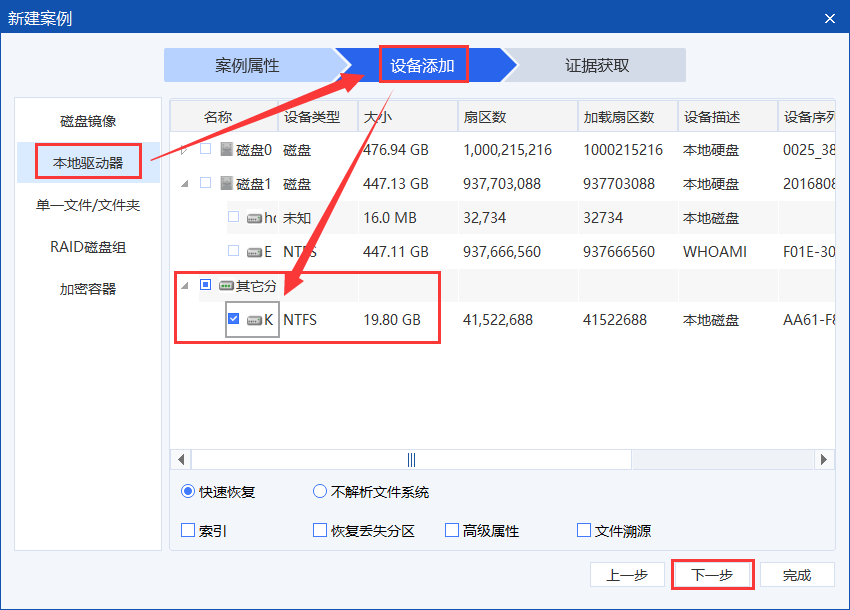 新建案例
案例属性 设备添加 证据获取
磁盘镜像
本地驱动器
单一文件/文件夹
RAID磁盘组
加密容器
名称 设备类型 大小 扇区数 加载扇区数 设备描述 设备序列
磁盘0 磁盘 476.94 GB 1,000,215,216 1000215216 本地硬盘 0025_38
磁盘1 磁盘 447.13 GB 937,703,088 937703088 本地硬盘 2016808
未知 16.0 MB 32,734 32734 本地磁盘
E NTFS 447.11 GB 937,666,560 937666560 WHOAMI F01E-30
其它分
K NTFS 19.80 GB 41,522,688 41522688 本地磁盘 AA61-F8
快速恢复 不解析文件系统
索引 恢复丢失分区 高级属性 文件溯源
上一步 下一步 完成